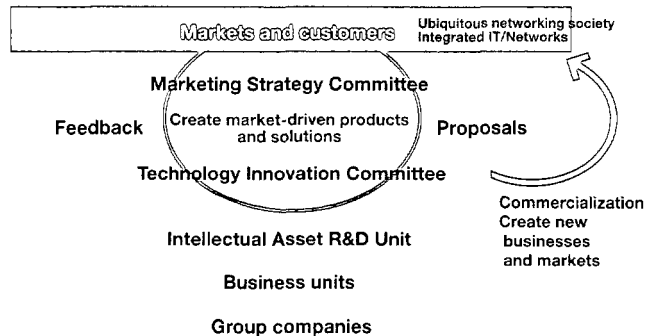 Markets and customers
Ubiquitous networking society
Integrated IT/Networks
Marketing Strategy Committee
Feedback
Create market-driven products
and solutions
Proposals
Technology Innovation Committee
Commercialization
Create new
businesses
and markets
Intellectual Asset R&D Unit
Business units
Group companies